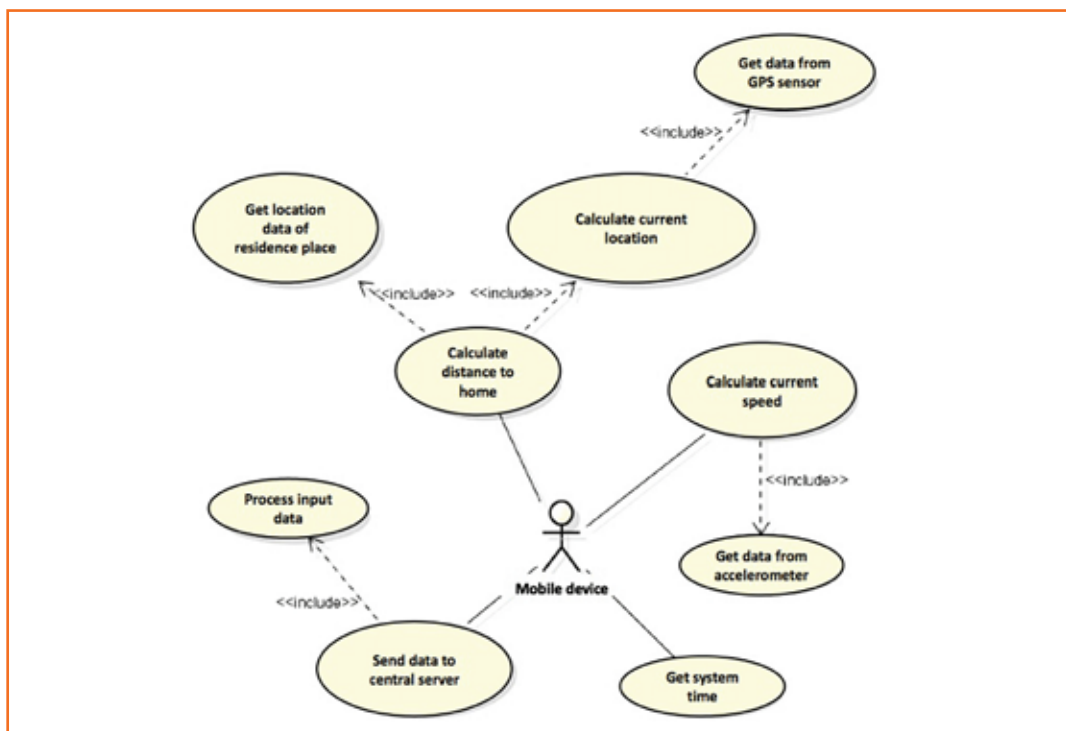 Get data from
GPS sensor
<<include>>
Get location
data of
residence place
Calculate current
location
<<include>>
<<include>>
Calculate
distance to
home
Calculate current
speed
<<include>>
Process input
data
Get data from
accelerometer
Mobile device
<<include>>
Send data to
central server
Get system
time